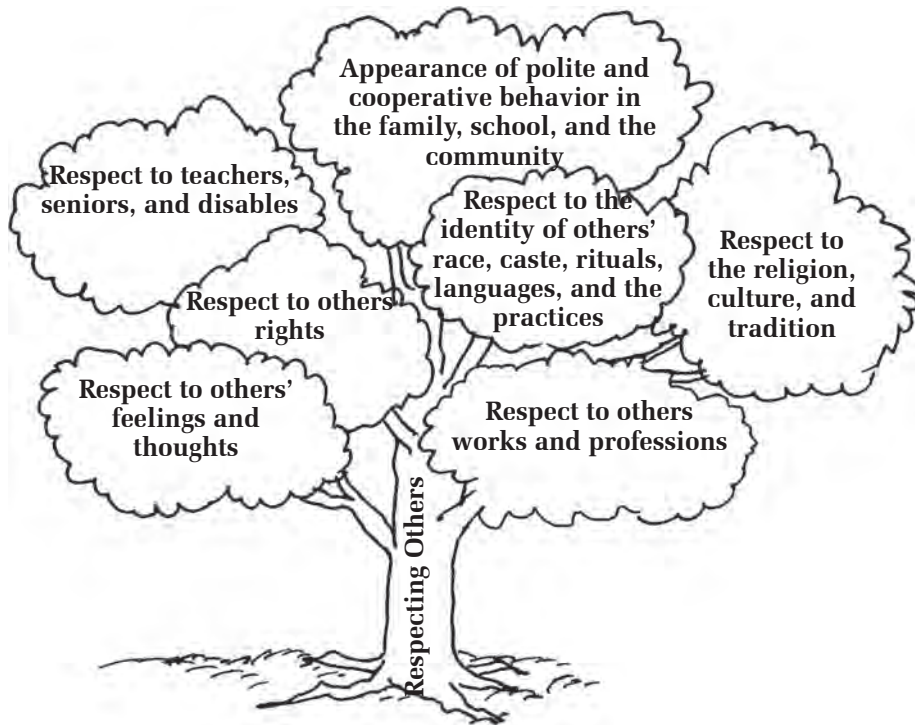 Appearance of polite and
cooperative behavior in
the family, school, and the
community
Respect to teachers,
seniors, and disables
Respect to the
identity of others'
race, caste, rituals,
languages, and the
practices
Respect to
the religion,
culture, and
tradition
Respect to others
rights
Respect to others'
feelings and
thoughts
Respect to others
works and professions
Respecting Others